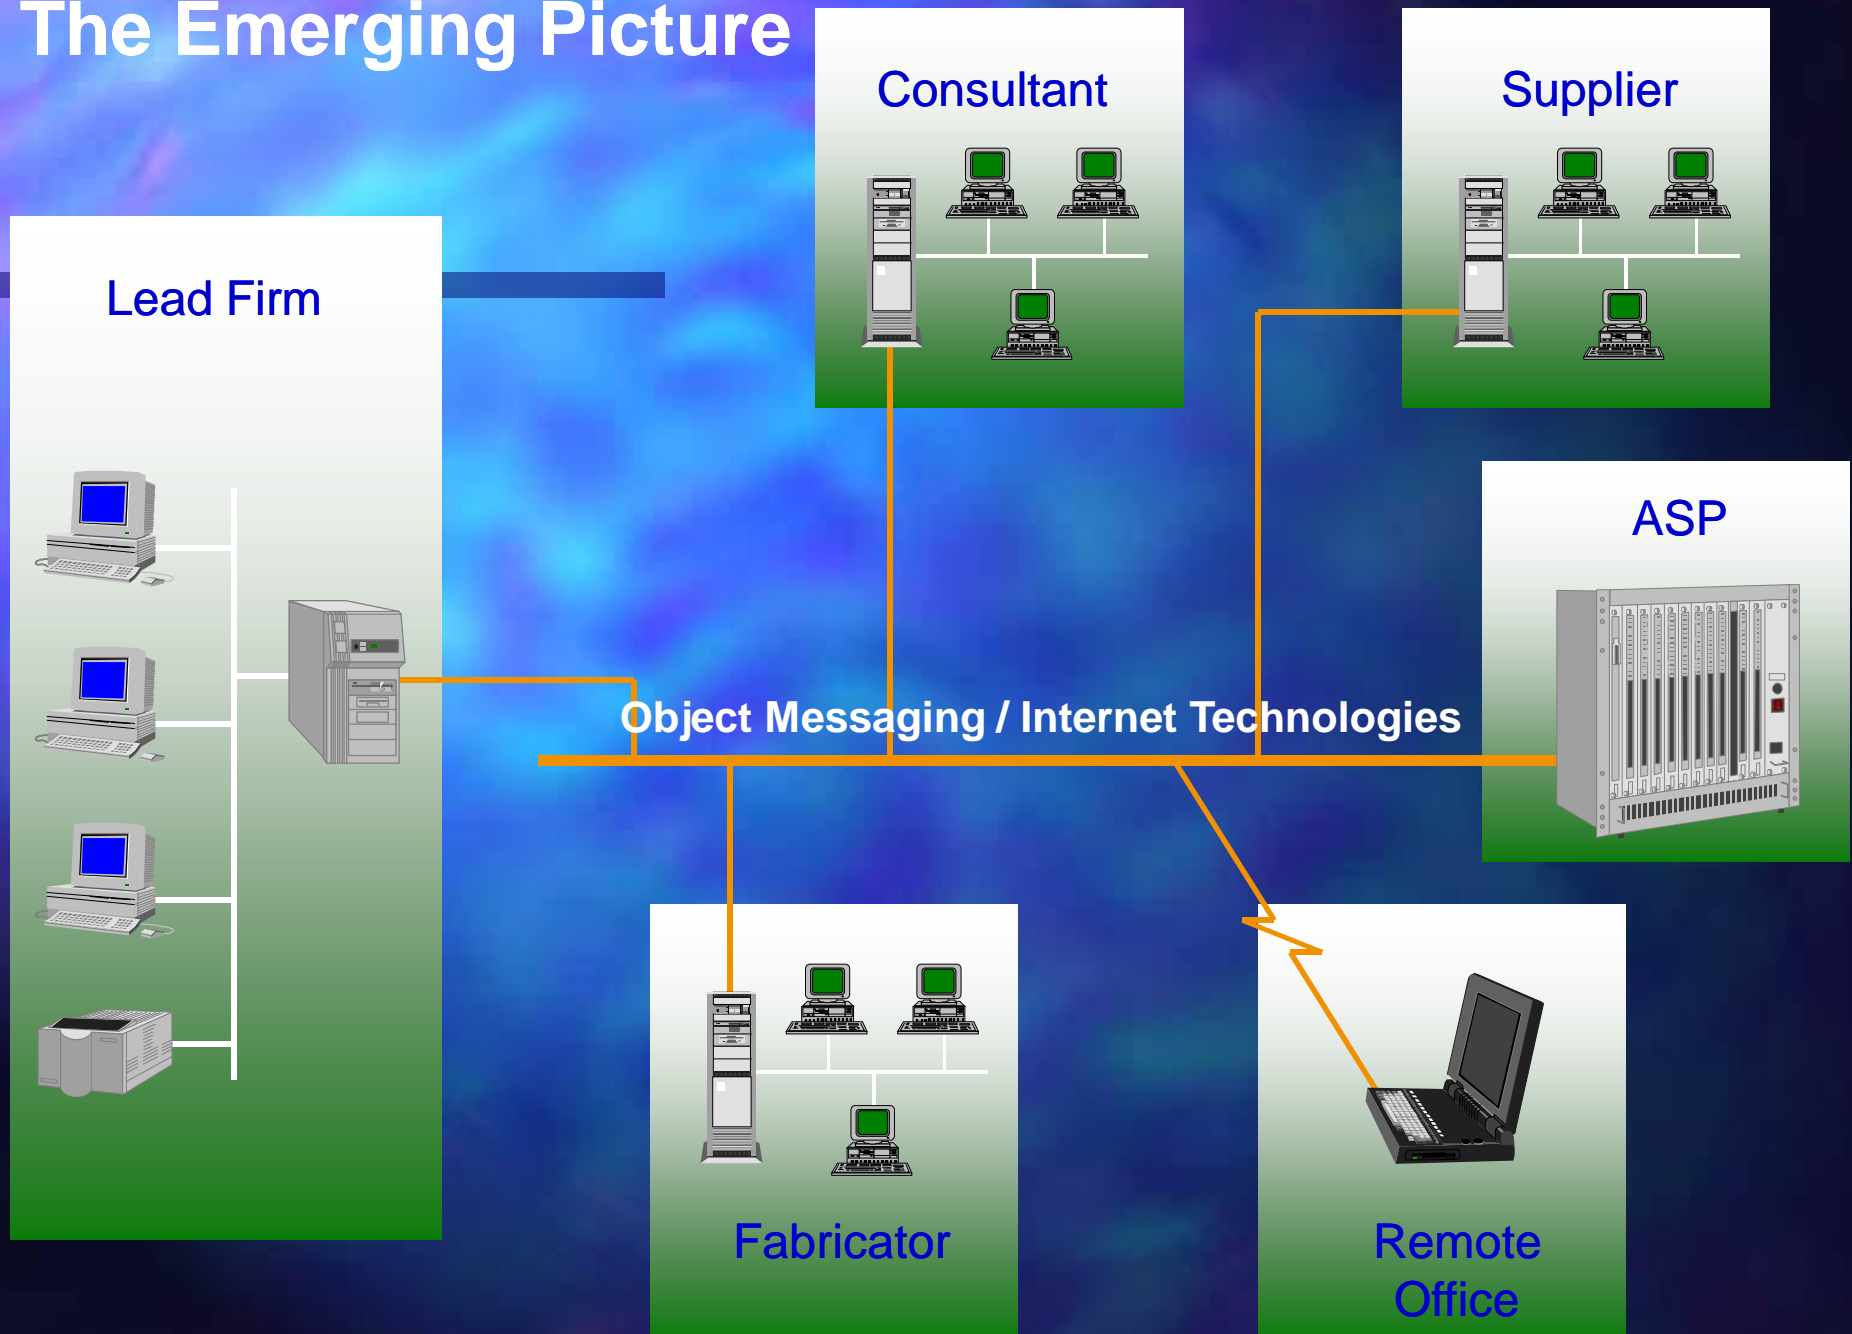 The Emerging Picture
Consultant
Supplier
Lead Firm
ASP
Object Messaging / Internet Technologies
Fabricator
Remote
Office